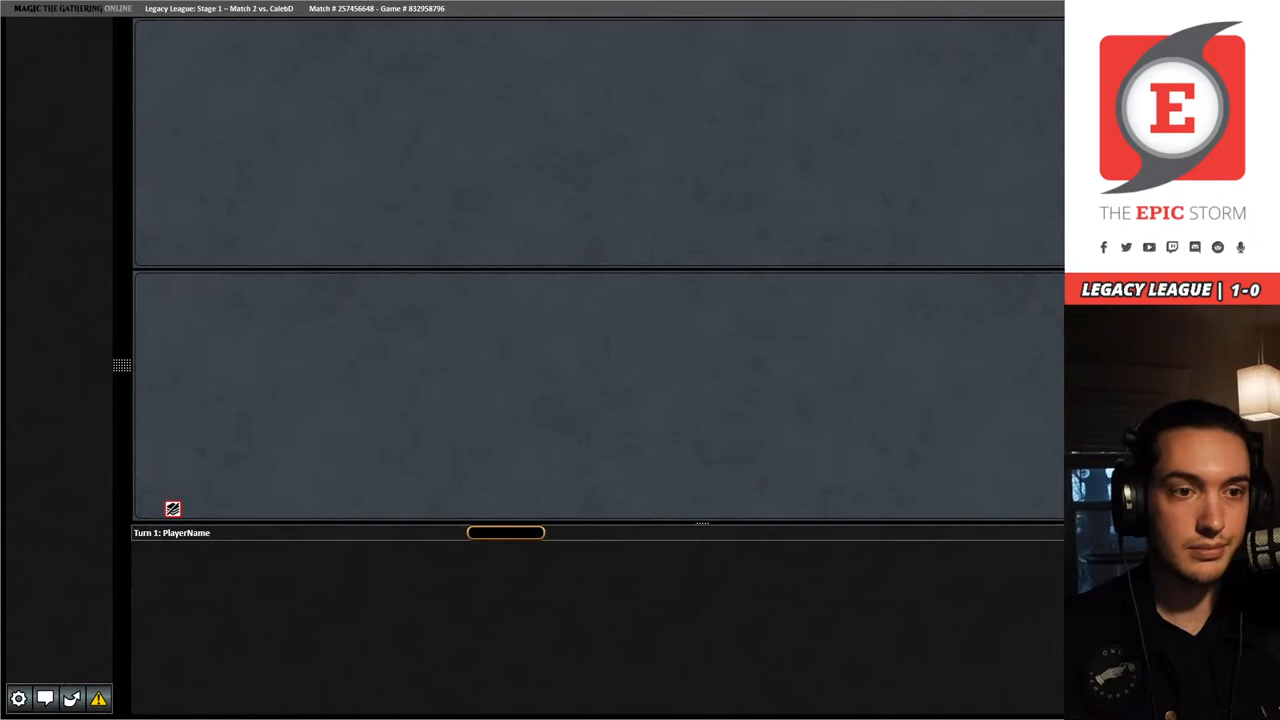 MAGIC THE GATHERING ONLINE
Legacy League: Stage 1 – Match 2 vs. CalebD
Match # 257456648 - Game # 832958796
E
THE EPIC STORM
LEGACY LEAGUE | 1-0
Turn 1: PlayerName